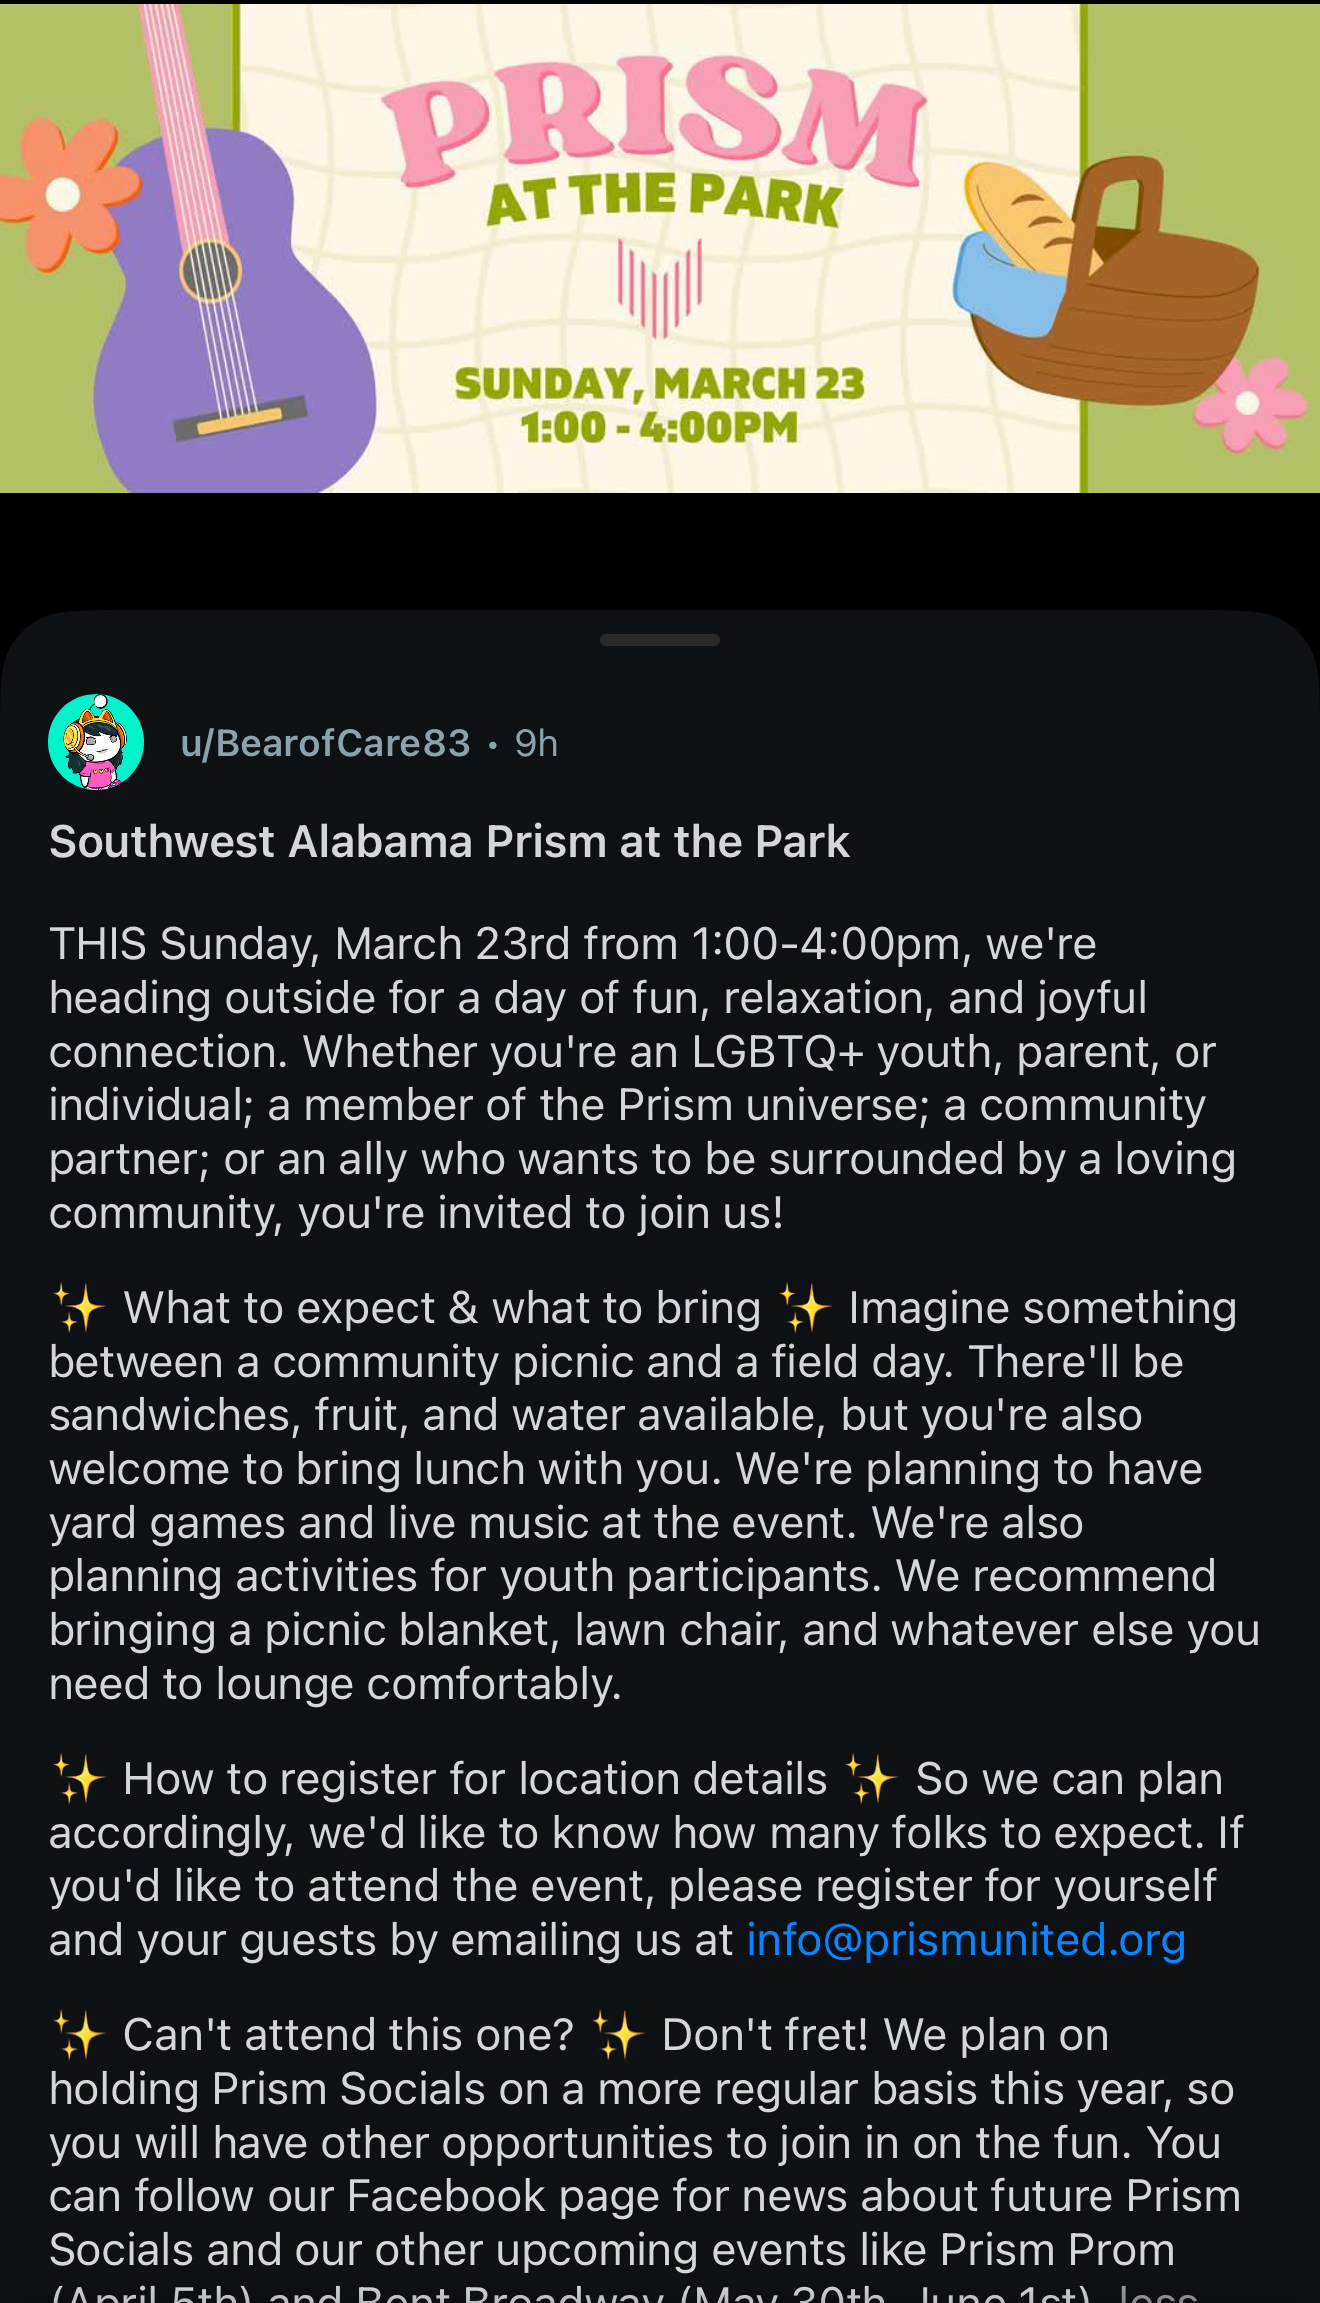 PRISM
AT THE PARK
SUNDAY, MARCH 23
1:00 - 4:00PM
u/BearofCare83 • 9h
Southwest Alabama Prism at the Park
THIS Sunday, March 23rd from 1:00-4:00pm, we're
heading outside for a day of fun, relaxation, and joyful
connection. Whether you're an LGBTQ+ youth, parent, or
individual; a member of the Prism universe; a community
partner; or an ally who wants to be surrounded by a loving
community, you're invited to join us!
✨ What to expect & what to bring ✨ Imagine something
between a community picnic and a field day. There'll be
sandwiches, fruit, and water available, but you're also
welcome to bring lunch with you. We're planning to have
yard games and live music at the event. We're also
planning activities for youth participants. We recommend
bringing a picnic blanket, lawn chair, and whatever else you
need to lounge comfortably.
✨ How to register for location details ✨ So we can plan
accordingly, we'd like to know how many folks to expect. If
you'd like to attend the event, please register for yourself
and your guests by emailing us at info@prismunited.org
✨ Can't attend this one? ✨ Don't fret! We plan on
holding Prism Socials on a more regular basis this year, so
you will have other opportunities to join in on the fun. You
can follow our Facebook page for news about future Prism
Socials and our other upcoming events like Prism Prom
(April 5th) and Bent Broadway (May 30th-June 1st). less